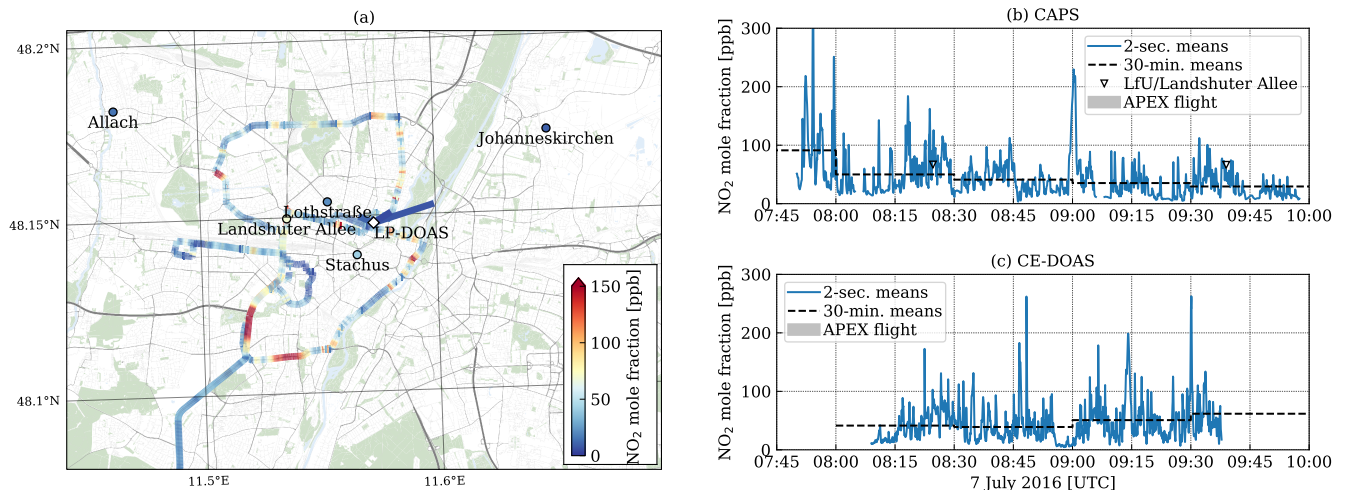 (a)
48.2°N
48.15°N
48.1°N
11.5°E
11.6°E
Allach
Johanneskirchen
Lothstraße
Landshuter Allee
LP-DOAS
Stachus
150
100
50
0
NO2 mole fraction [ppb]
(b) CAPS
NO2 mole fraction [ppb]
300
200
100
0
2-sec. means
30-min. means
LfU/Landshuter Allee
APEX flight
07:45 08:00 08:15 08:30 08:45 09:00 09:15 09:30 09:45 10:00
(c) CE-DOAS
NO2 mole fraction [ppb]
300
200
100
0
2-sec. means
30-min. means
APEX flight
07:45 08:00 08:15 08:30 08:45 09:00 09:15 09:30 09:45 10:00
7 July 2016 [UTC]